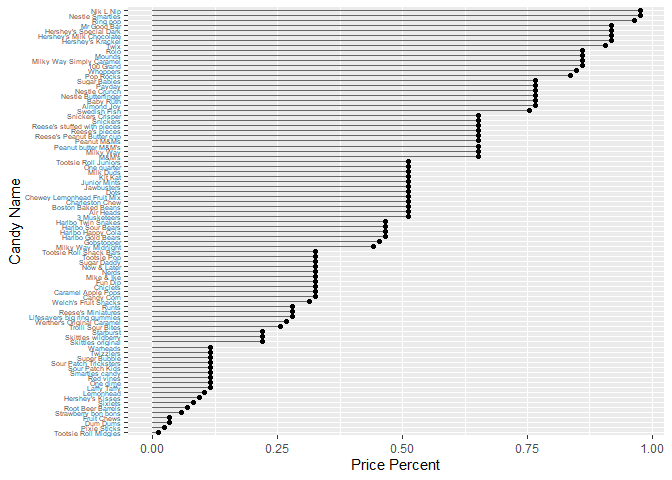 Nik L Nip
Nestle Smarties
Ring pop
Mr Good Bar
Hershey's Special Dark
Hershey's Milk Chocolate
Hershey's Krackel
Twix
Rolo
Mounds
Milky Way Simply Caramel
100 Grand
Whoppers
Pop Rocks
Sugar Babies
Payday
Nestle Crunch
Nestle Butterfinger
Baby Ruth
Almond Joy
Swedish Fish
Snickers Crisper
Snickers
Reese's stuffed with pieces
Reese's pieces
Reese's Peanut Butter cup
Peanut M&Ms
Peanut butter M&M's
Milky Way
M&M's
Tootsie Roll Juniors
One quarter
Milk Duds
Kit Kat
Junior Mints
Jawbusters
Dots
Chewey Lemonhead Fruit Mix
Charleston Chew
Boston Baked Beans
Air Heads
3 Musketeers
Haribo Twin Snakes
Haribo Sour Bears
Haribo Happy Cola
Haribo Gold Bears
Gobstopper
Milky Way Midnight
Tootsie Roll Snack Bars
Tootsie Pop
Sugar Daddy
Now & Later
Nerds
Mike & Ike
Fun Dip
Chiclets
Caramel Apple Pops
Candy Corn
Welch's Fruit Snacks
Runts
Reese's Miniatures
Lifesavers big ring gummies
Werther's Original Caramel
Trolli Sour Bites
Starburst
Skittles wildberry
Skittles original
Warheads
Twizzlers
Super Bubble
Sour Patch Tricksters
Sour Patch Kids
Smarties candy
Red vines
One dime
Laffy Taffy
Lemonhead
Hershey's Kisses
Sixlets
Root Beer Barrels
Strawberry bon bons
Fruit Chews
Dum Dums
Pixie Sticks
Tootsie Roll Midgies
Candy Name
0.00 0.25 0.50 0.75 1.00
Price Percent